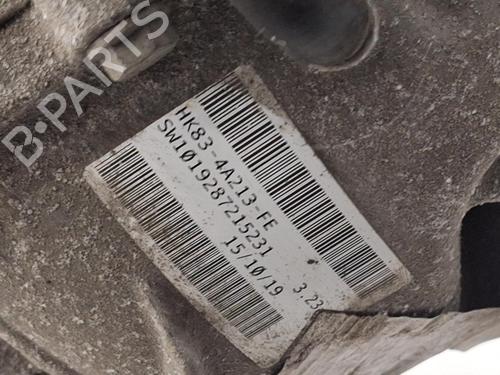 B·PARTS
HK83-4A213-FE
SW1019287215231
15/10/19 3.23